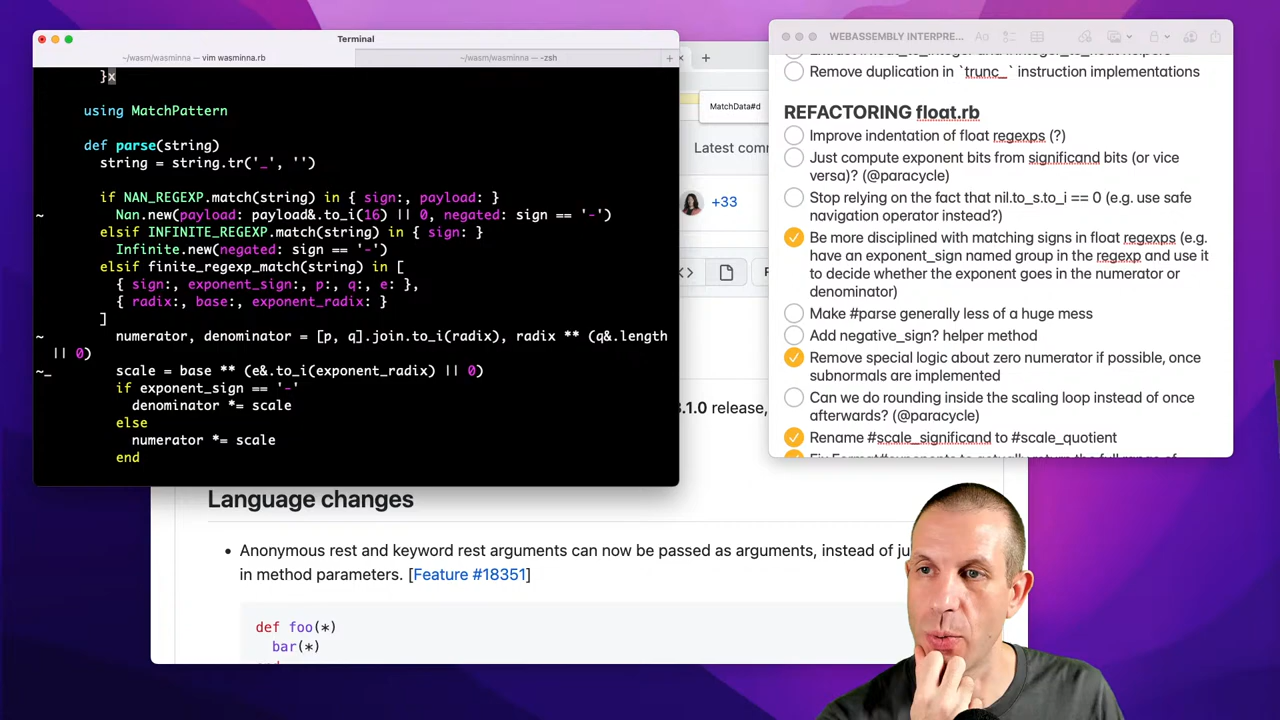 Terminal
~/wasm/wasminna — vim wasminna.rb
~/wasm/wasminna — -zsh
}x
using MatchPattern
def parse(string)
string = string.tr('_', '')
if NAN_REGEXP.match(string) in { sign:, payload: }
~ Nan.new(payload: payload&.to_i(16) || 0, negated: sign == '-')
elsif INFINITE_REGEXP.match(string) in { sign: }
Infinite.new(negated: sign == '-')
elsif finite_regexp_match(string) in [
{ sign:, exponent_sign:, p:, q:, e: },
{ radix:, base:, exponent_radix: }
]
~ numerator, denominator = [p, q].join.to_i(radix), radix ** (q&.length
|| 0)
~_ scale = base ** (e&.to_i(exponent_radix) || 0)
if exponent_sign == '-'
denominator *= scale
else
numerator *= scale
end
MatchData#d
Latest comm
+33
3.1.0 release,
Language changes
• Anonymous rest and keyword rest arguments can now be passed as arguments, instead of ju
in method parameters. [Feature #18351]
def foo(*)
bar(*)
WEBASSEMBLY INTERPRE...
Remove duplication in `trunc_` instruction implementations
REFACTORING float.rb
Improve indentation of float regexps (?)
Just compute exponent bits from significand bits (or vice
versa)? (@paracycle)
Stop relying on the fact that nil.to_s.to_i == 0 (e.g. use safe
navigation operator instead?)
Be more disciplined with matching signs in float regexps (e.g.
have an exponent_sign named group in the regexp and use it
to decide whether the exponent goes in the numerator or
denominator)
Make #parse generally less of a huge mess
Add negative_sign? helper method
Remove special logic about zero numerator if possible, once
subnormals are implemented
Can we do rounding inside the scaling loop instead of once
afterwards? (@paracycle)
Rename #scale_significand to #scale_quotient